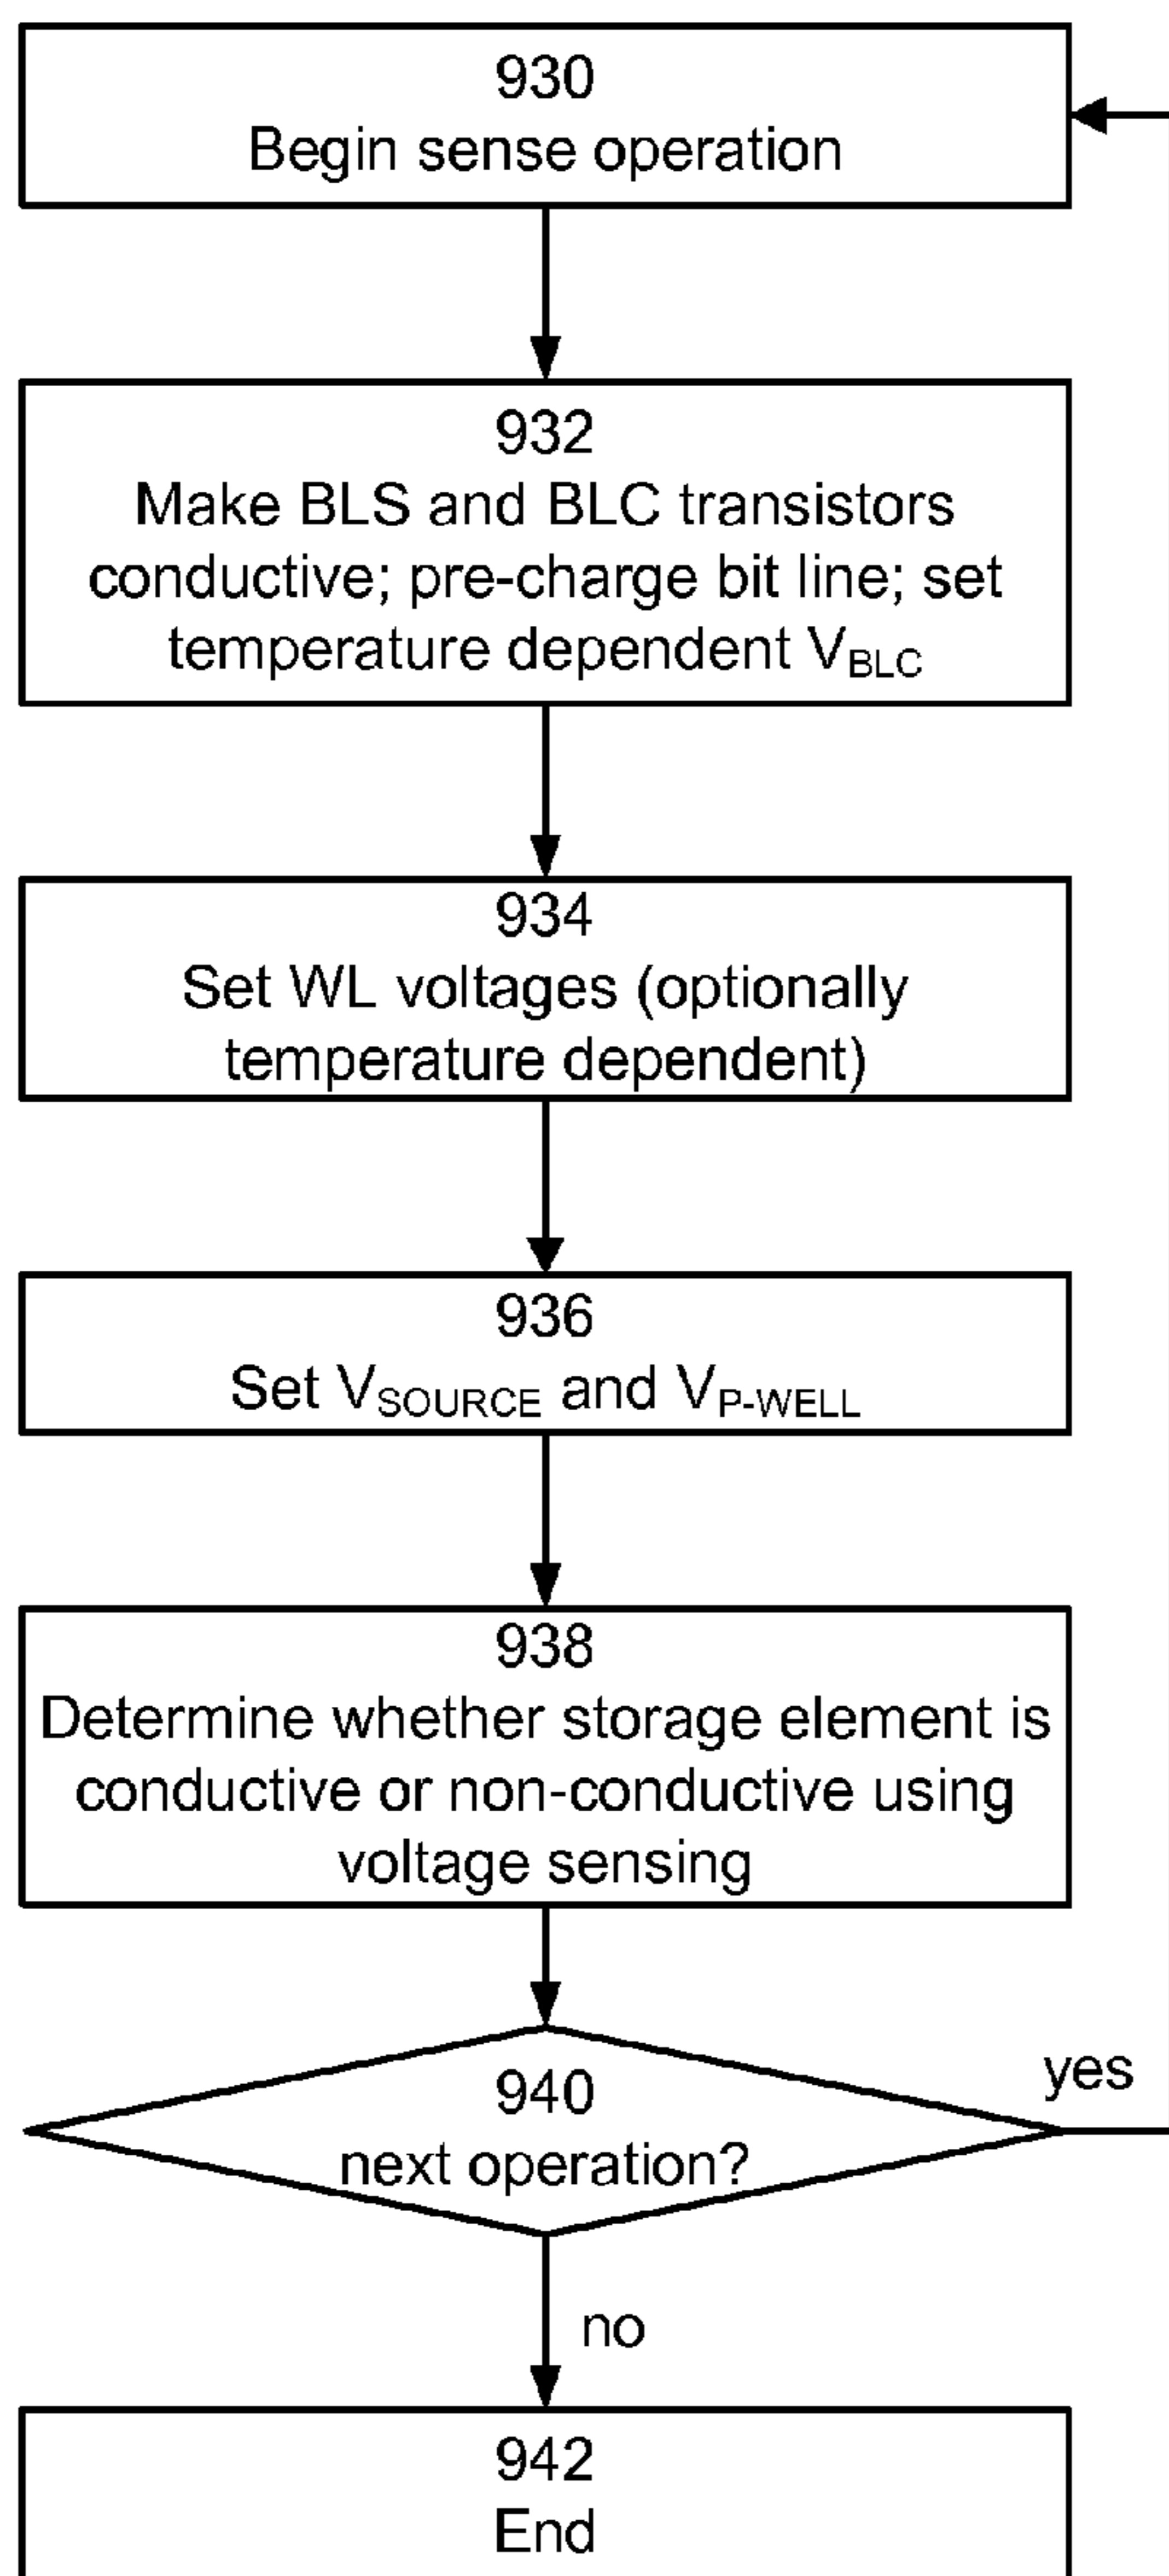 930
Begin sense operation
932
Make BLS and BLC transistors
conductive; pre-charge bit line; set
temperature dependent VBLC
934
Set WL voltages (optionally
temperature dependent)
936
Set VSOURCE and VP-WELL
938
Determine whether storage element is
conductive or non-conductive using
voltage sensing
940
next operation?
yes
no
942
End